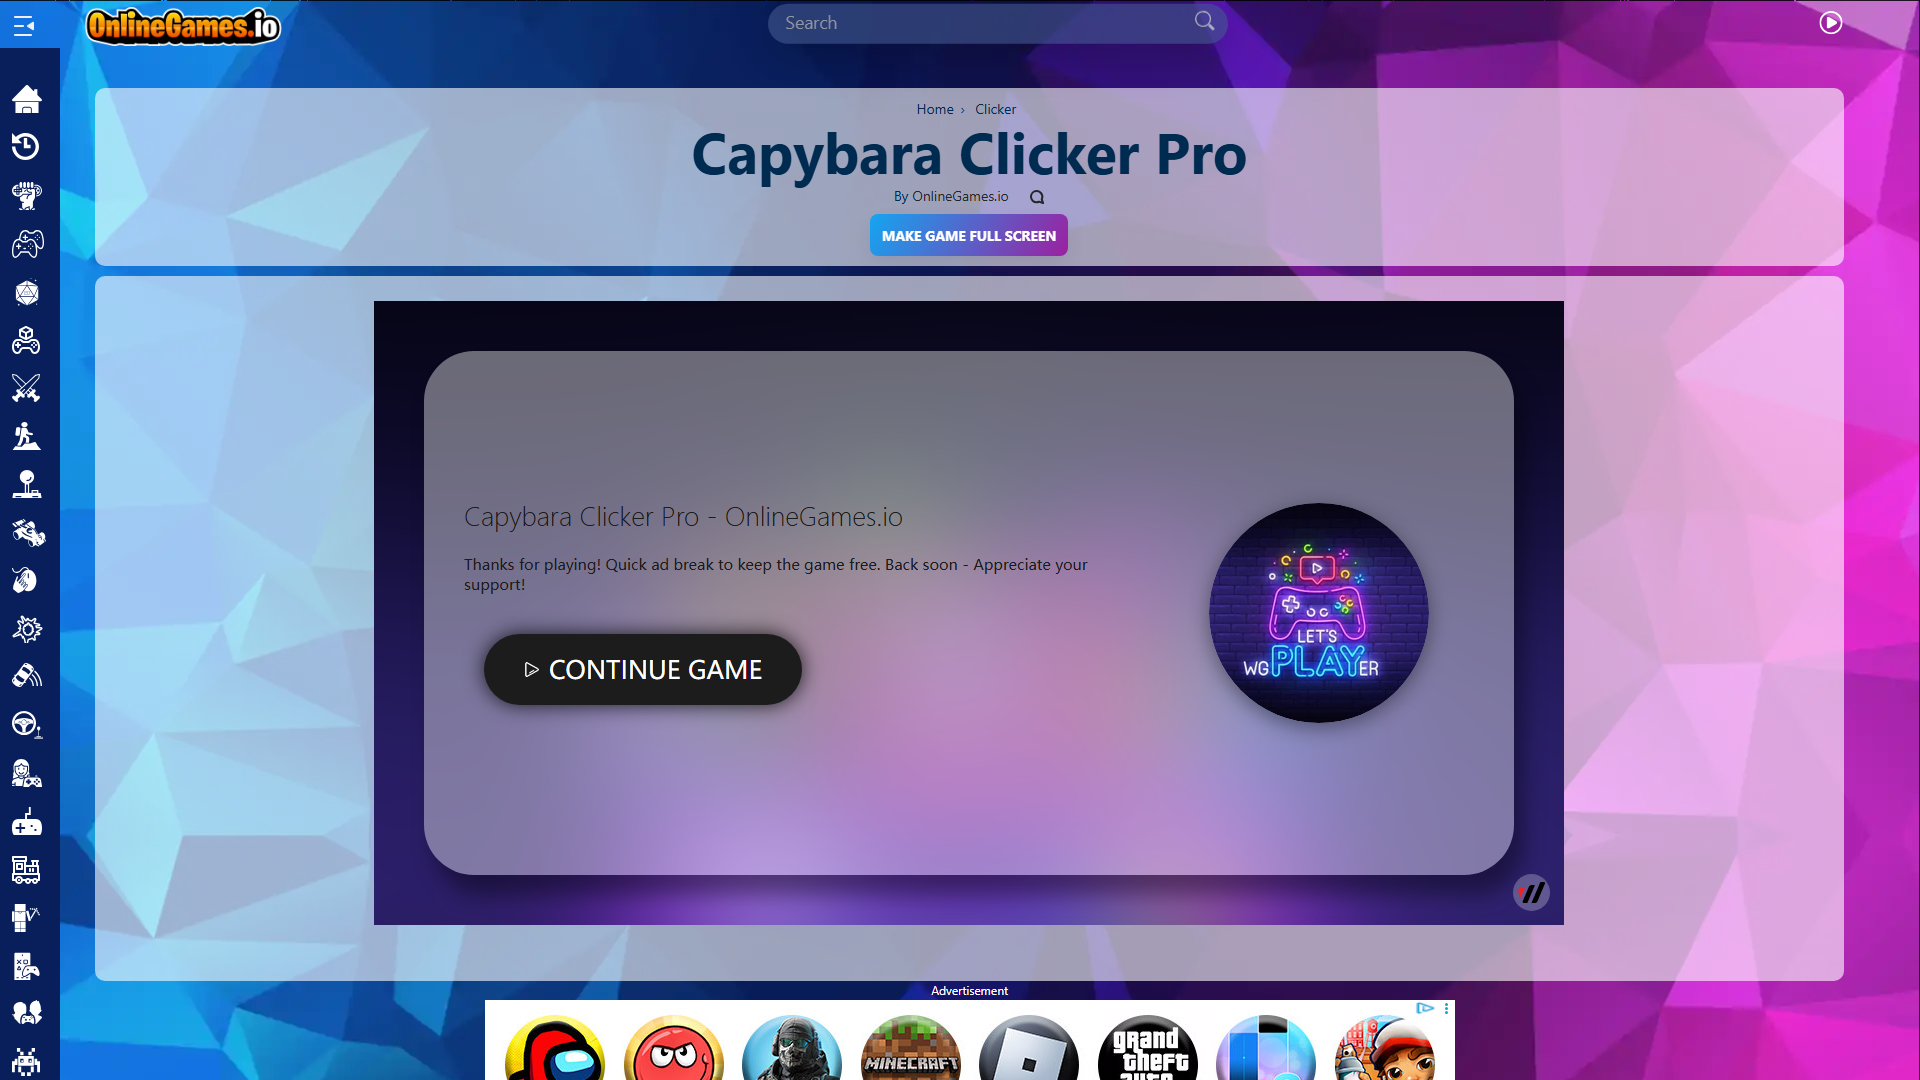 OnlineGames.io
Search
Home › Clicker
Capybara Clicker Pro
By OnlineGames.io
MAKE GAME FULL SCREEN
Capybara Clicker Pro - OnlineGames.io
Thanks for playing! Quick ad break to keep the game free. Back soon - Appreciate your
support!
CONTINUE GAME
LET'S
WGPLAYER
Advertisement
MINECRAFT
grand
theft
auto